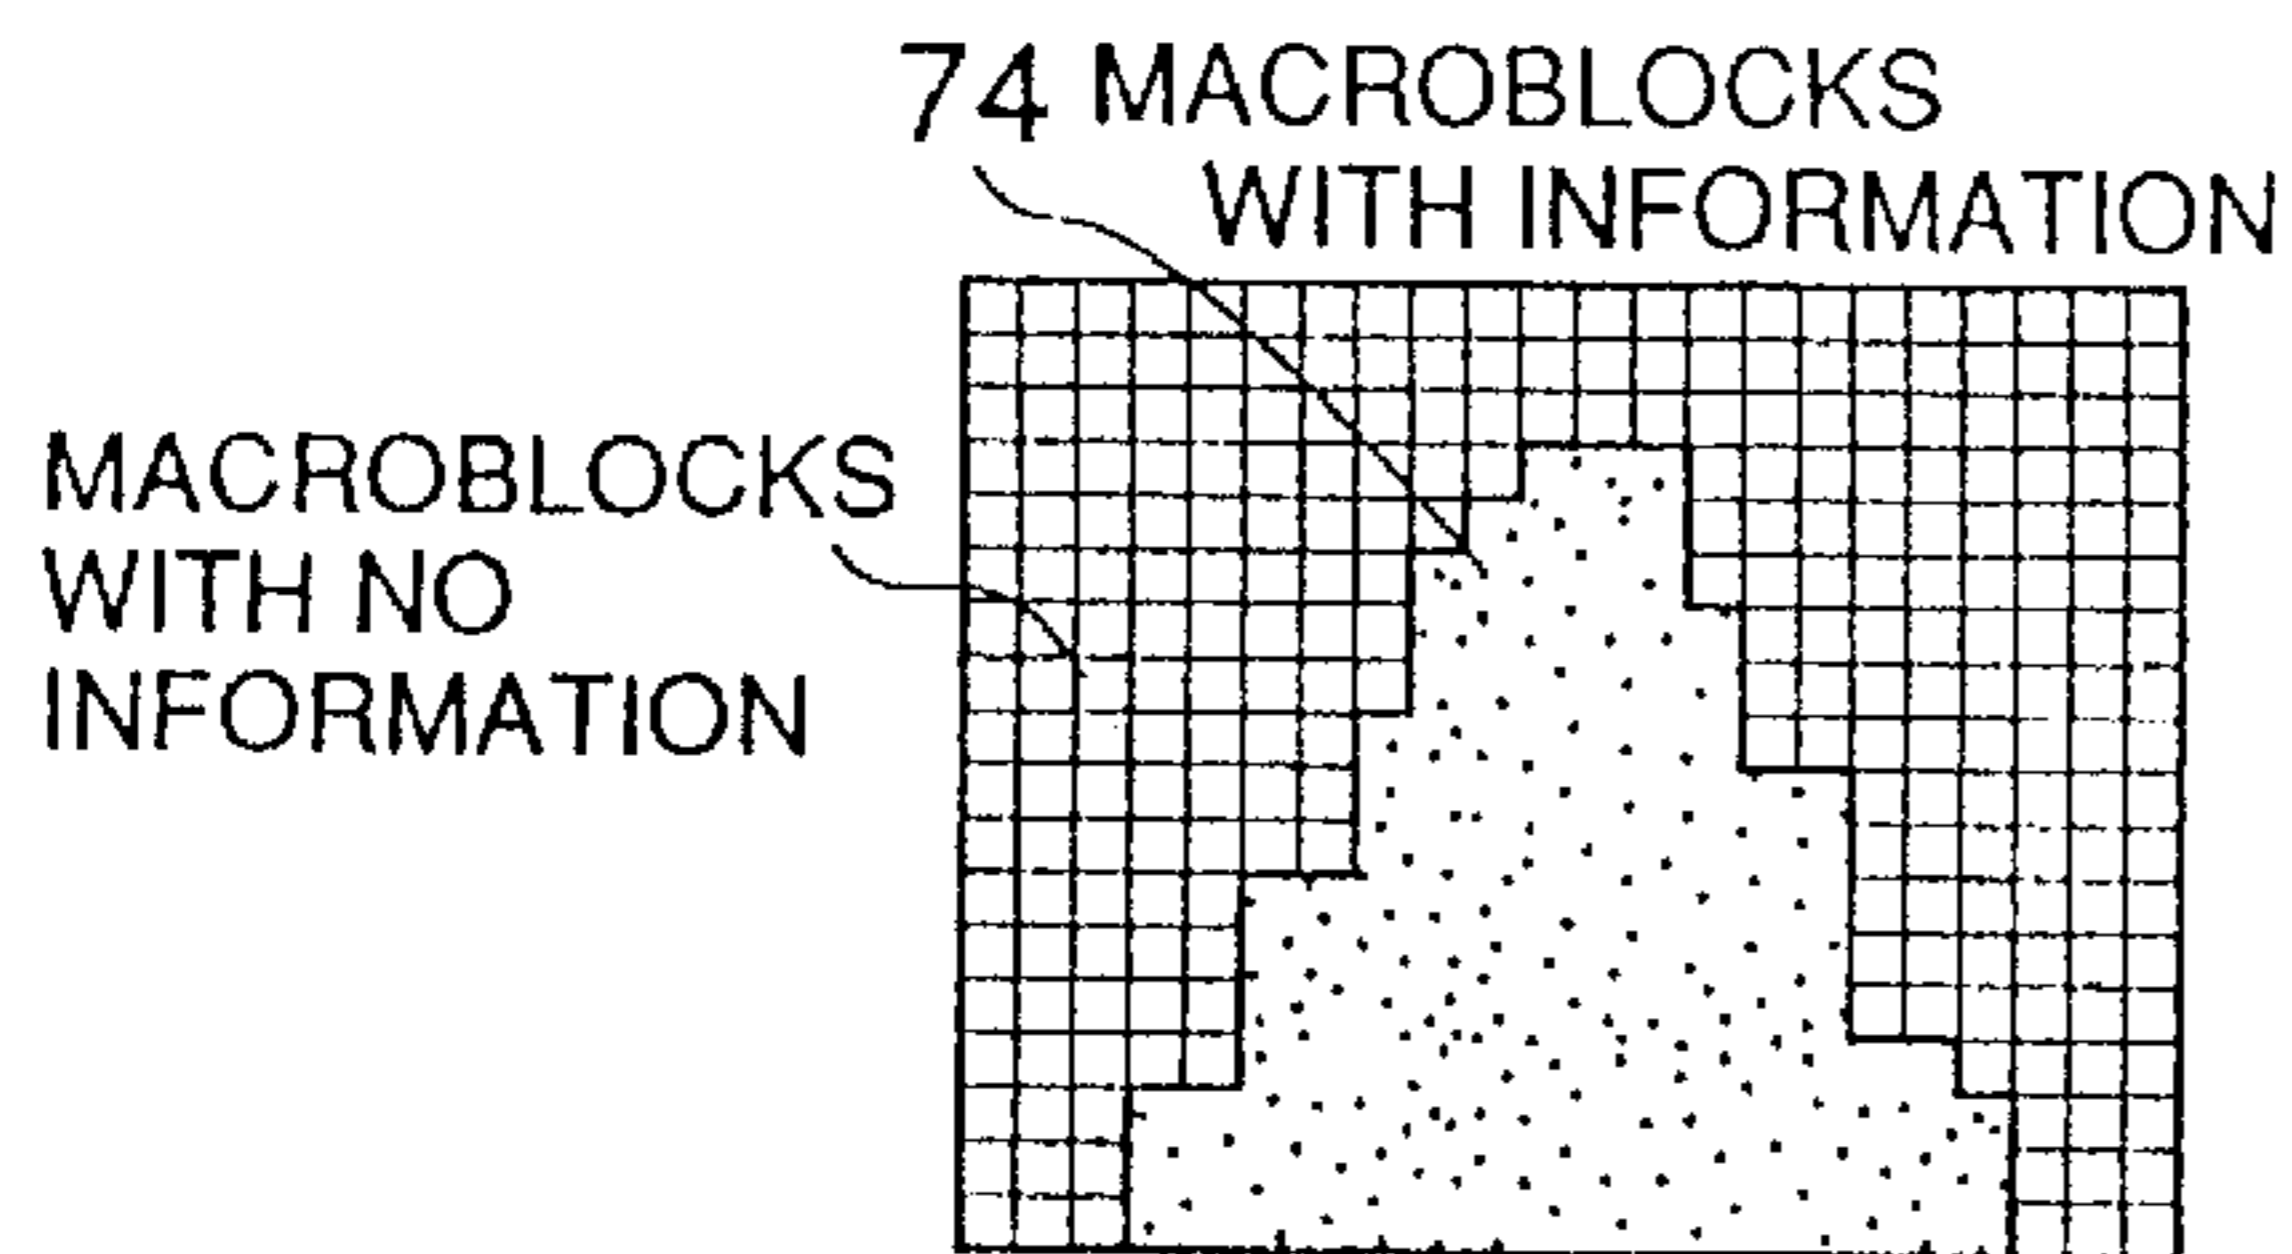 74 MACROBLOCKS
WITH INFORMATION
MACROBLOCKS
WITH NO
INFORMATION